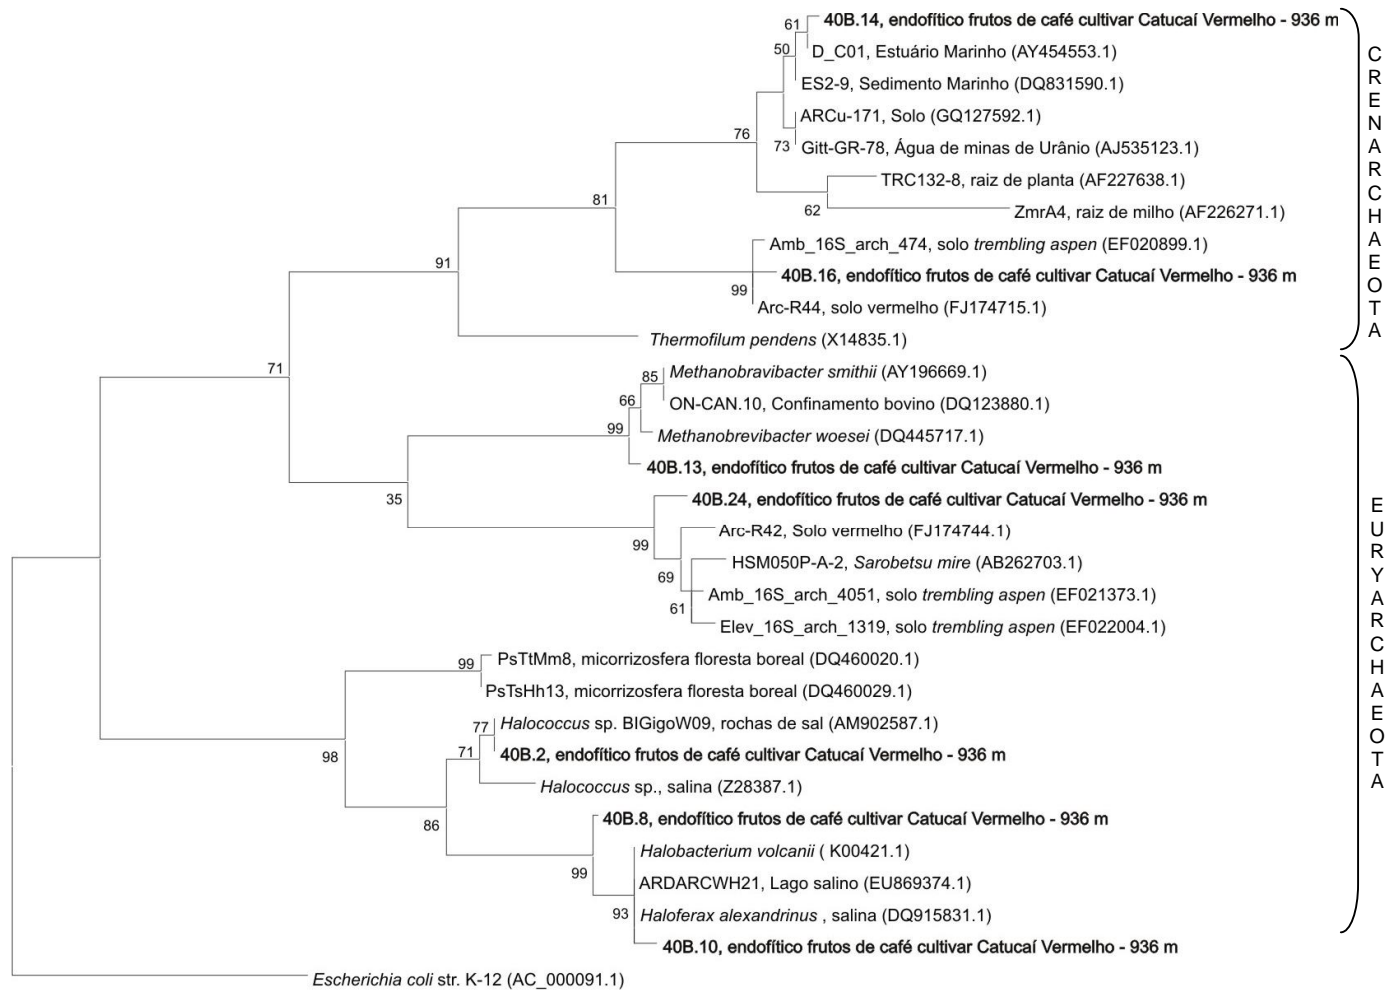 61
40B.14, endofítico frutos de café cultivar Catucaí Vermelho - 936 m
50
D_C01, Estuário Marinho (AY454553.1)
ES2-9, Sedimento Marinho (DQ831590.1)
ARCu-171, Solo (GQ127592.1)
76
73
Gitt-GR-78, Água de minas de Urânio (AJ535123.1)
TRC132-8, raiz de planta (AF227638.1)
81
62
ZmrA4, raiz de milho (AF226271.1)
Amb_16S_arch_474, solo trembling aspen (EF020899.1)
91
40B.16, endofítico frutos de café cultivar Catucaí Vermelho - 936 m
99
Arc-R44, solo vermelho (FJ174715.1)
Thermofilum pendens (X14835.1)
CRENARCHAEOTA
71
85
Methanobravibacter smithii (AY196669.1)
66
ON-CAN.10, Confinamento bovino (DQ123880.1)
99
Methanobrevibacter woesei (DQ445717.1)
40B.13, endofítico frutos de café cultivar Catucaí Vermelho - 936 m
35
40B.24, endofítico frutos de café cultivar Catucaí Vermelho - 936 m
Arc-R42, Solo vermelho (FJ174744.1)
99
HSM050P-A-2, Sarobetsu mire (AB262703.1)
69
Amb_16S_arch_4051, solo trembling aspen (EF021373.1)
61
Elev_16S_arch_1319, solo trembling aspen (EF022004.1)
99
PsTtMm8, micorrizosfera floresta boreal (DQ460020.1)
PsTsHh13, micorrizosfera floresta boreal (DQ460029.1)
77
Halococcus sp. BIGigoW09, rochas de sal (AM902587.1)
98
71
40B.2, endofítico frutos de café cultivar Catucaí Vermelho - 936 m
Halococcus sp., salina (Z28387.1)
86
40B.8, endofítico frutos de café cultivar Catucaí Vermelho - 936 m
Halobacterium volcanii ( K00421.1)
99
ARDARCWH21, Lago salino (EU869374.1)
93
Haloferax alexandrinus , salina (DQ915831.1)
40B.10, endofítico frutos de café cultivar Catucaí Vermelho - 936 m
EURYARCHAEOTA
Escherichia coli str. K-12 (AC_000091.1)